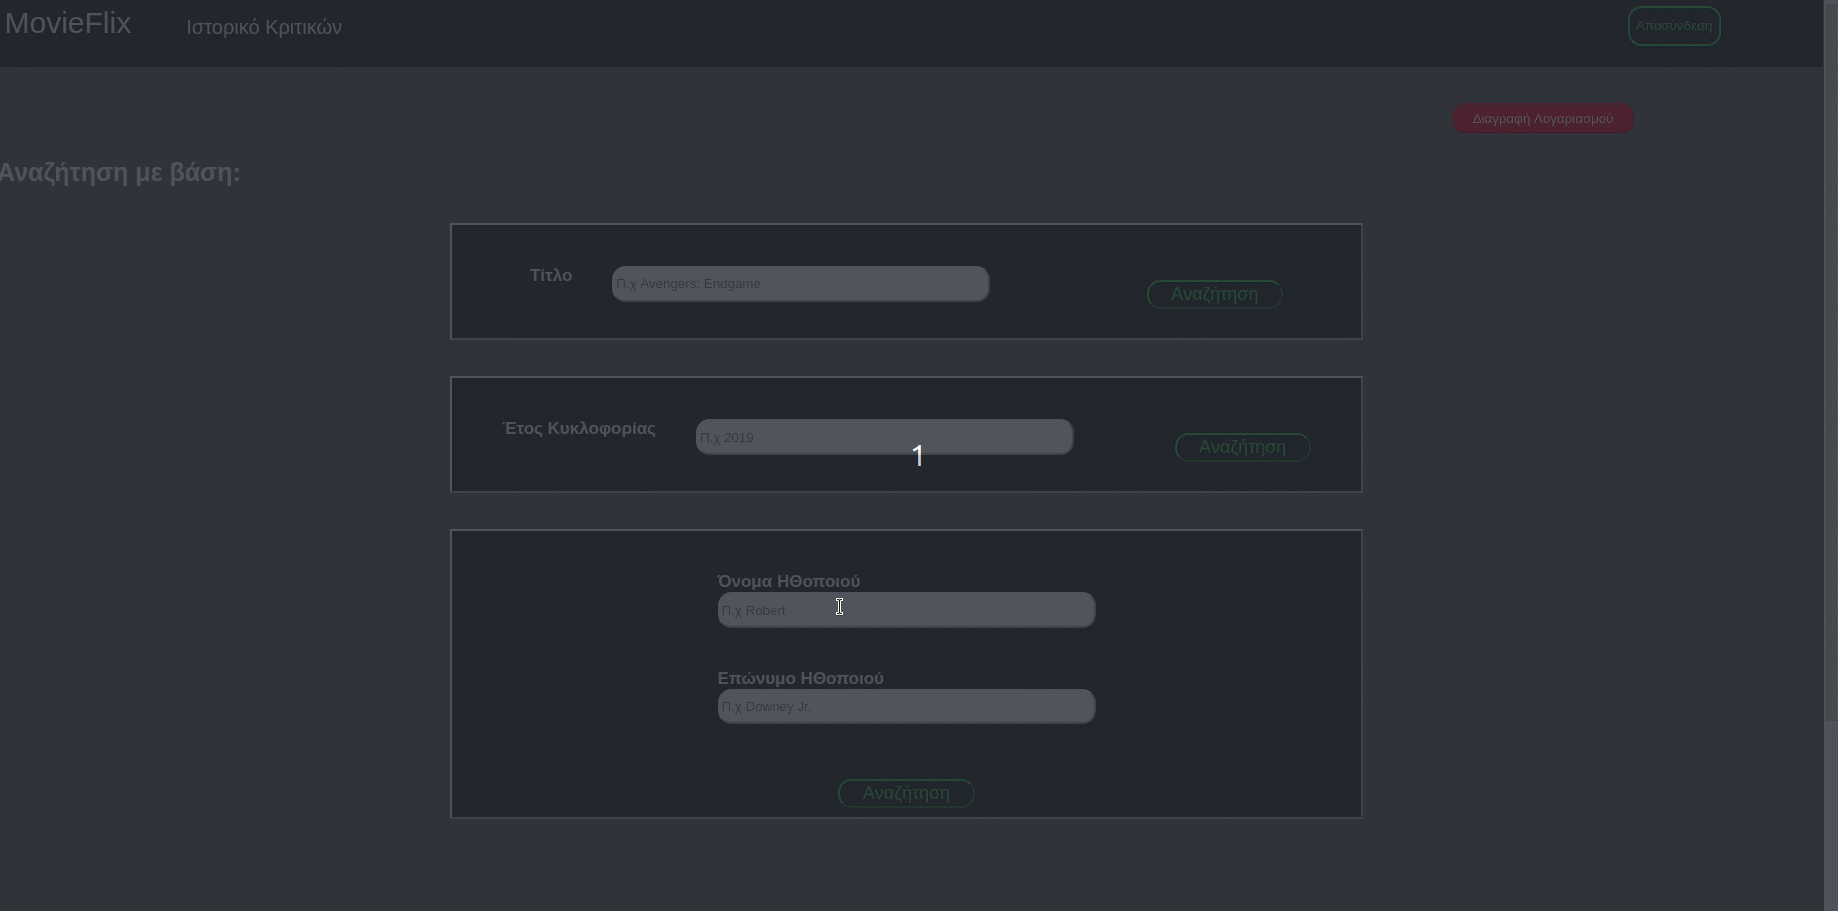 MovieFlix
Ιστορικό Κριτικών
Αποσύνδεση
Διαγραφή Λογαριασμού
Αναζήτηση με βάση:
Τίτλο
Π.χ Avengers: Endgame
Αναζήτηση
Έτος Κυκλοφορίας
Π.χ 2019
Αναζήτηση
1
Όνομα ΗΘοποιού
Π.χ Robert
Επώνυμο ΗΘοποιού
Π.χ Downey Jr.
Αναζήτηση